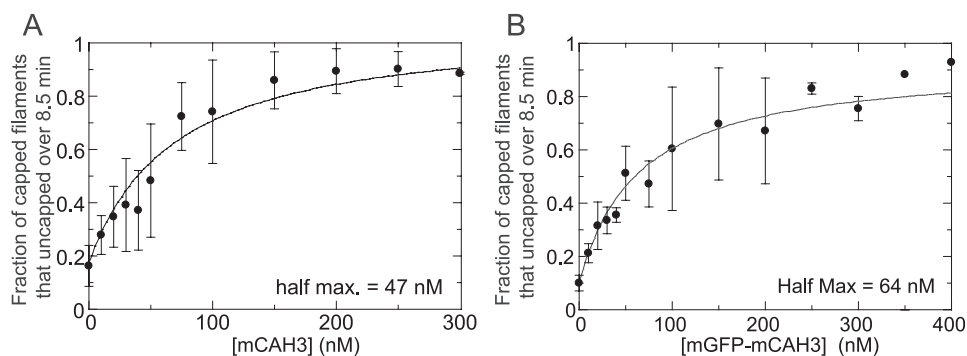 A
Fraction of capped filaments
that uncapped over 8.5 min
1
0.8
0.6
0.4
0.2
0
half max. = 47 nM
0 100 200 300
[mCAH3] (nM)
B
Fraction of capped filaments
that uncapped over 8.5 min
1
0.8
0.6
0.4
0.2
0
Half Max = 64 nM
0 100 200 300 400
[mGFP-mCAH3] (nM)